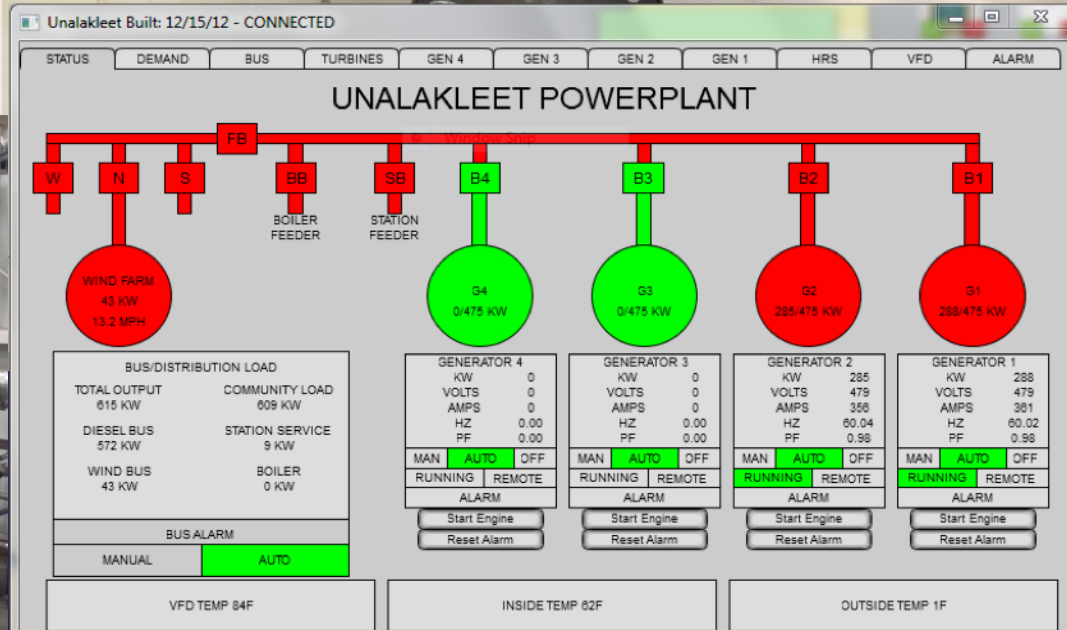 Unalakleet Built: 12/15/12 - CONNECTED
STATUS DEMAND BUS TURBINES GEN 4 GEN 3 GEN 2 GEN 1 HRS VFD ALARM
UNALAKLEET POWERPLANT
Window Snip
FB
W N S BB SB B4 B3 B2 B1
BOILER FEEDER
STATION FEEDER
WIND FARM
43 KW
13.2 MPH
G4
0/475 KW
G3
0/475 KW
G2
285/475 KW
G1
288/475 KW
BUS/DISTRIBUTION LOAD
TOTAL OUTPUT COMMUNITY LOAD
615 KW 609 KW
DIESEL BUS STATION SERVICE
572 KW 9 KW
WIND BUS BOILER
43 KW 0 KW
BUS ALARM
MANUAL AUTO
GENERATOR 4
KW 0
VOLTS 0
AMPS 0
HZ 0.00
PF 0.00
MAN AUTO OFF
RUNNING REMOTE
ALARM
Start Engine
Reset Alarm
GENERATOR 3
KW 0
VOLTS 0
AMPS 0
HZ 0.00
PF 0.00
MAN AUTO OFF
RUNNING REMOTE
ALARM
Start Engine
Reset Alarm
GENERATOR 2
KW 285
VOLTS 479
AMPS 356
HZ 60.04
PF 0.98
MAN AUTO OFF
RUNNING REMOTE
ALARM
Start Engine
Reset Alarm
GENERATOR 1
KW 288
VOLTS 479
AMPS 361
HZ 60.02
PF 0.98
MAN AUTO OFF
RUNNING REMOTE
ALARM
Start Engine
Reset Alarm
VFD TEMP 84F
INSIDE TEMP 62F
OUTSIDE TEMP 1F